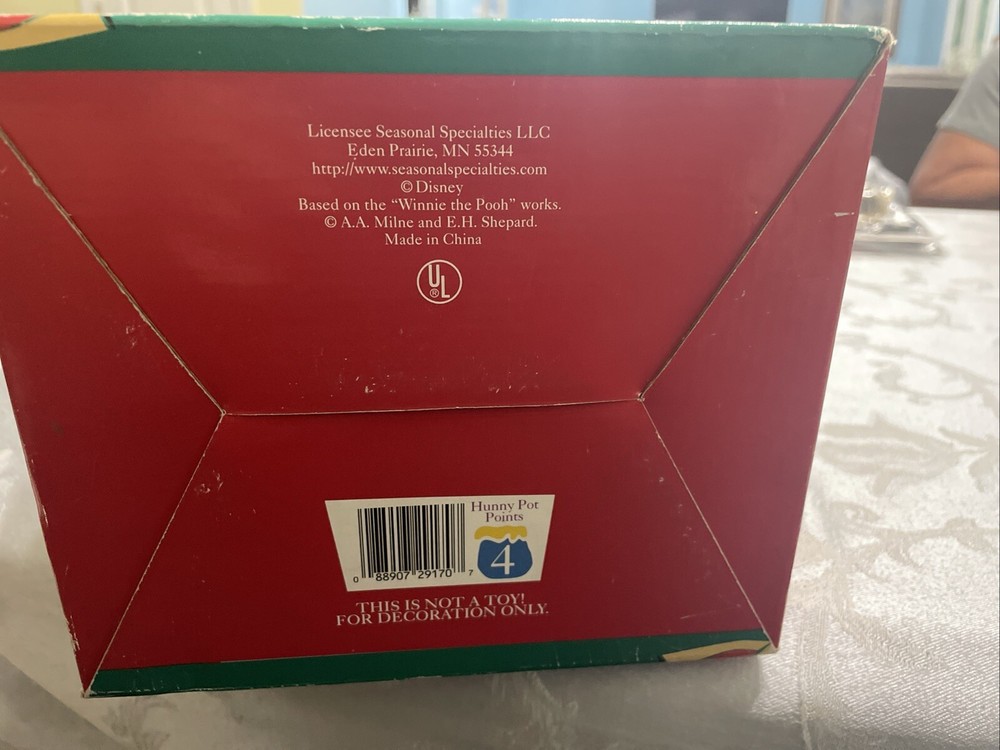 Licensee Seasonal Specialties LLC
Eden Prairie, MN 55344
http://www.seasonalspecialties.com
© Disney
Based on the “Winnie the Pooh” works.
© A.A. Milne and E.H. Shepard.
Made in China
UL
®
Hunny Pot
Points
4
0 88907 29170 7
THIS IS NOT A TOY!
FOR DECORATION ONLY.